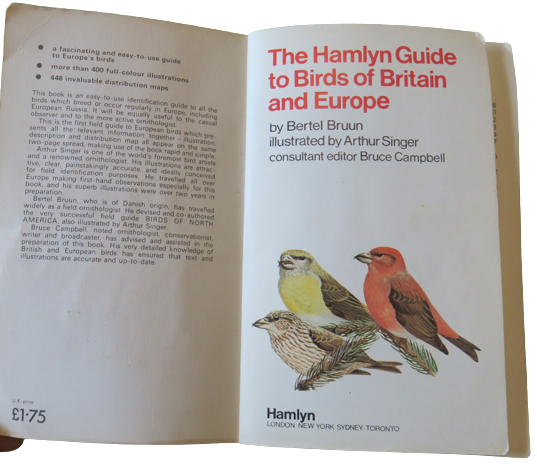 • a fascinating and easy-to-use guide
to Europe's birds
• more than 400 full-colour illustrations
• 448 invaluable distribution maps
This book is an easy-to-use identification guide to all the
birds which breed or occur regularly in Europe, including
European Russia. It will be equally useful to the casual
observer and to the more active ornithologist.
This is the first field guide to European birds which pre-
sents all the relevant information together – illustration,
description and distribution map all appear on the same
two-page spread, making use of the book rapid and simple.
Arthur Singer is one of the world's foremost bird artists
and a renowned ornithologist. His illustrations are attrac-
tive, clear, painstakingly accurate, and ideally conceived
for field identification purposes. He travelled all over
Europe making first-hand observations especially for this
book, and his superb illustrations were over two years in
preparation.
Bertel Bruun, who is of Danish origin, has travelled
widely as a field ornithologist. He devised and co-authored
the very successful field guide BIRDS OF NORTH
AMERICA, also illustrated by Arthur Singer.
Bruce Campbell, noted ornithologist, conservationist,
writer and broadcaster, has advised and assisted in the
preparation of this book. His very detailed knowledge of
British and European birds has ensured that text and
illustrations are accurate and up-to-date.
U.K. price
£1·75
The Hamlyn Guide
to Birds of Britain
and Europe
by Bertel Bruun
illustrated by Arthur Singer
consultant editor Bruce Campbell
Hamlyn
LONDON·NEW YORK·SYDNEY·TORONTO